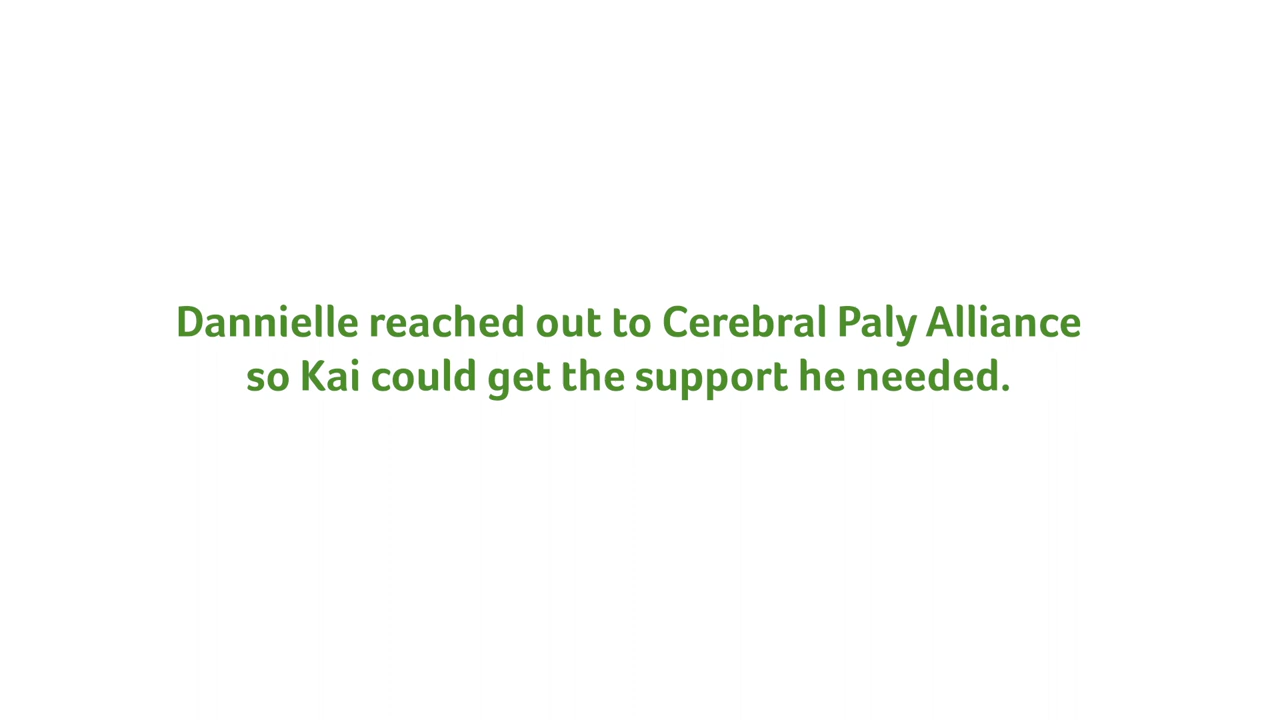 Dannielle reached out to Cerebral Paly Alliance
so Kai could get the support he needed.